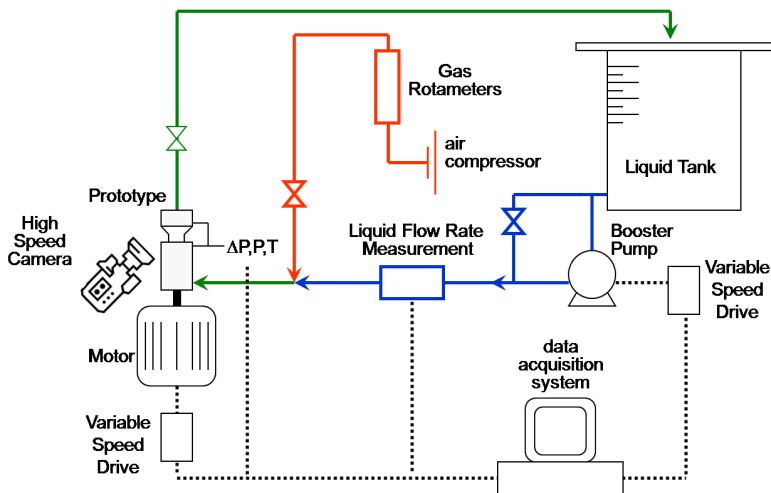 Gas
Rotameters
air
compressor
Liquid Tank
Prototype
High
Speed
Camera
ΔP,P,T
Liquid Flow Rate
Measurement
Booster
Pump
Variable
Speed
Drive
Motor
data
acquisition
system
Variable
Speed
Drive